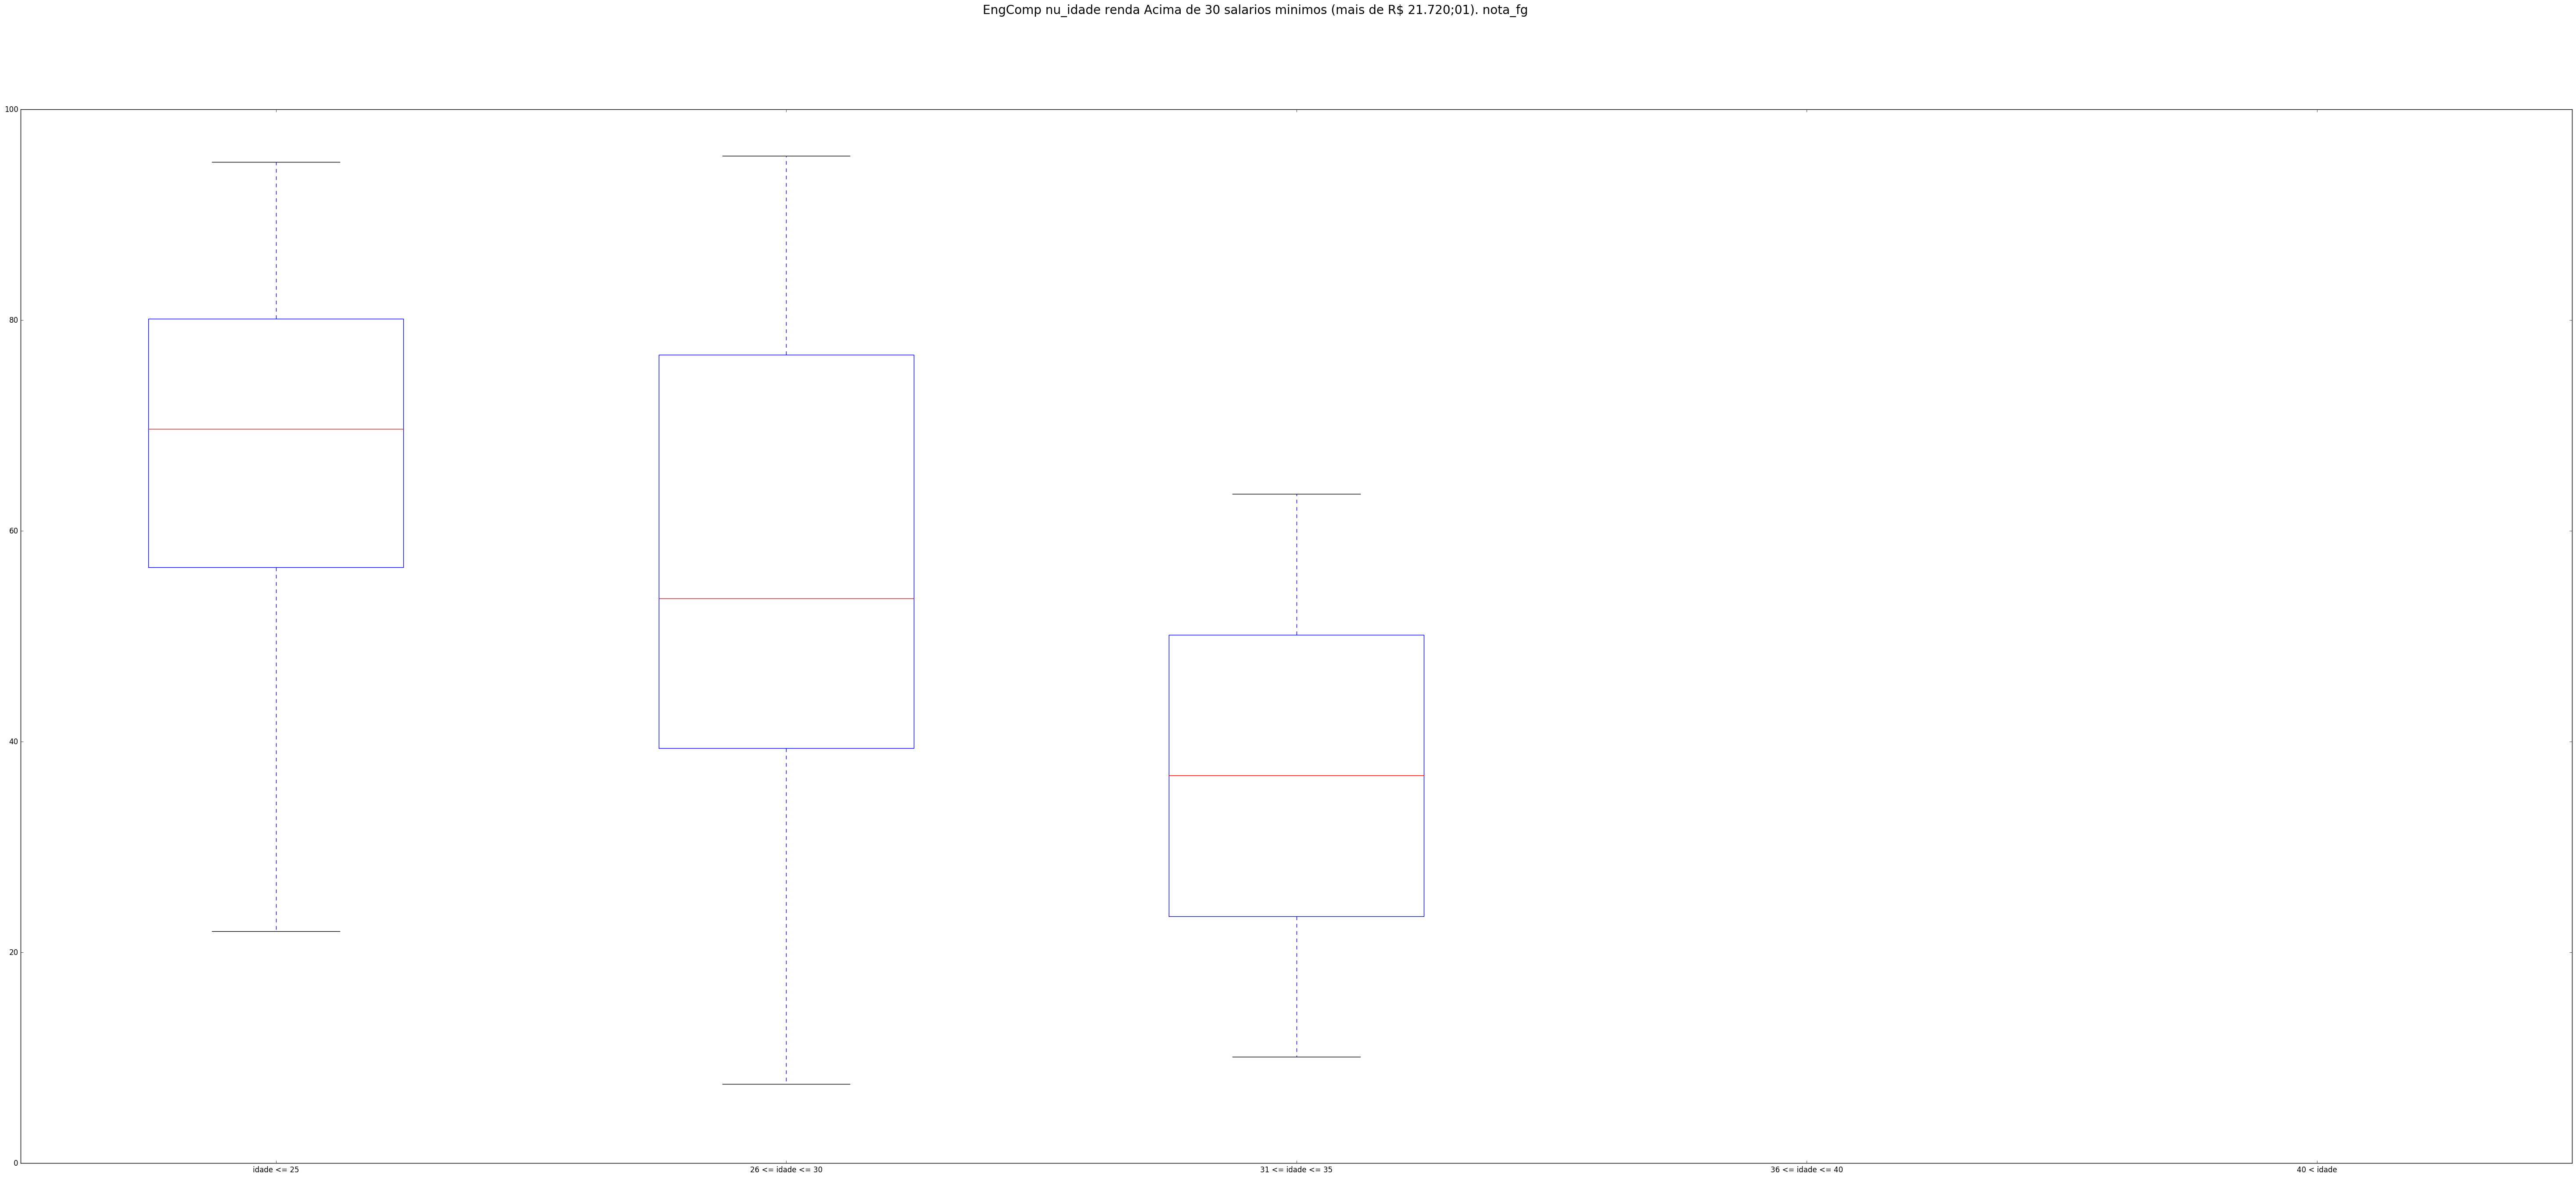 EngComp nu_idade renda Acima de 30 salarios minimos (mais de R$ 21.720;01). nota_fg
100
80
60
40
20
0
idade <= 25
26 <= idade <= 30
31 <= idade <= 35
36 <= idade <= 40
40 < idade